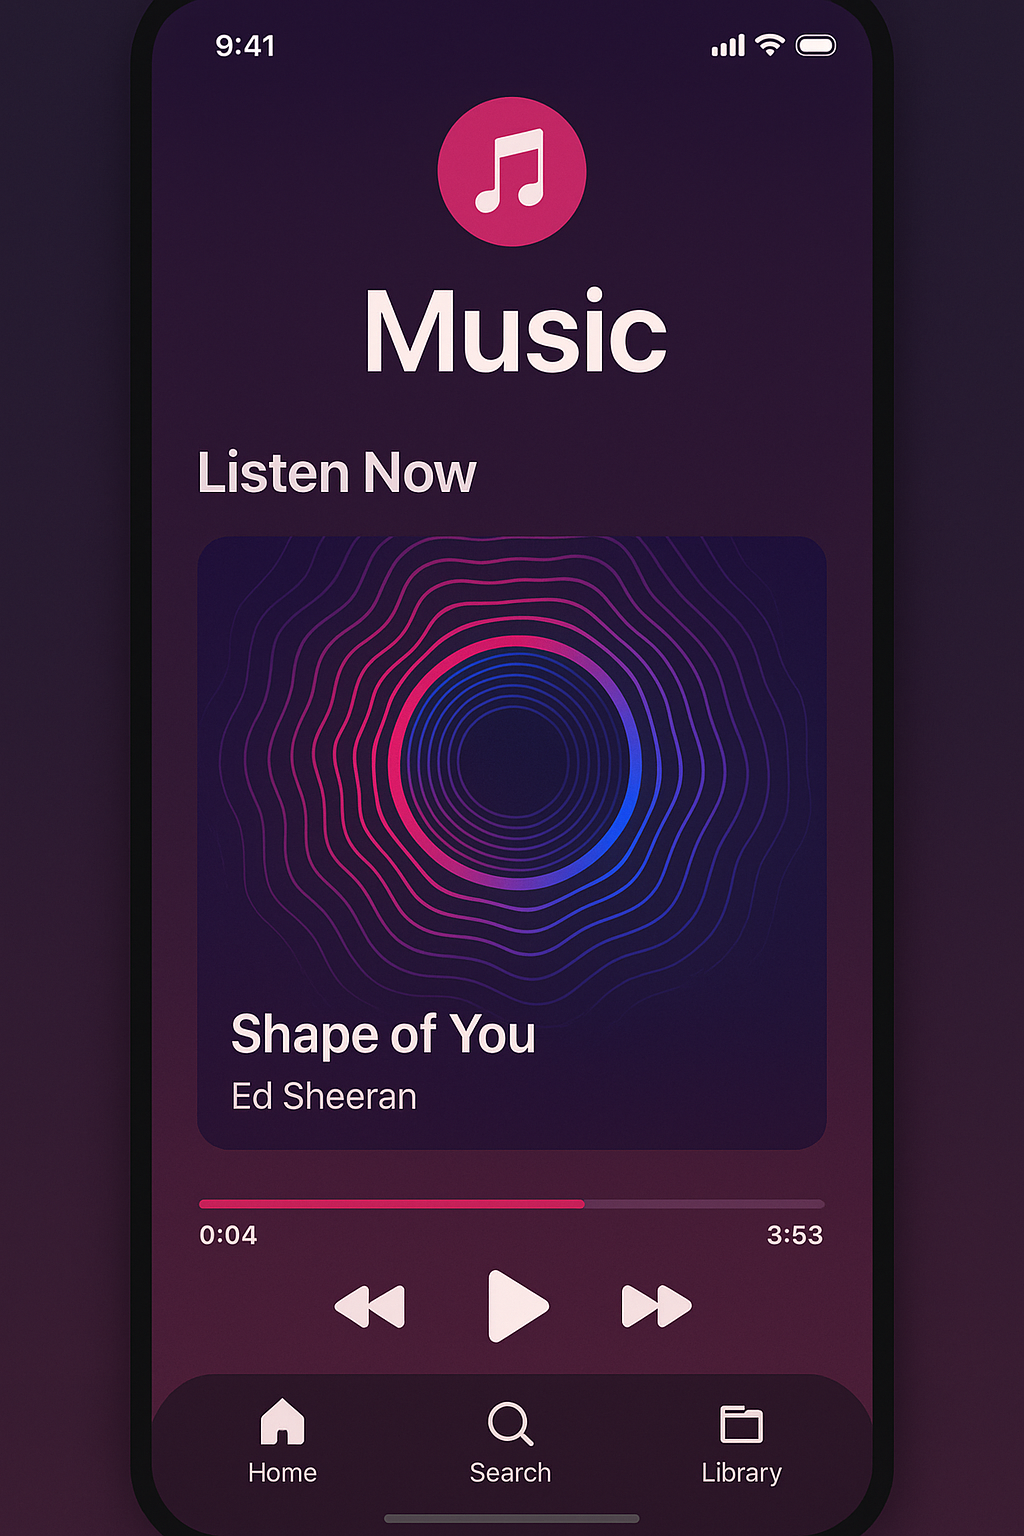 9:41
Music
Listen Now
Shape of You
Ed Sheeran
0:04 3:53
Home Search Library